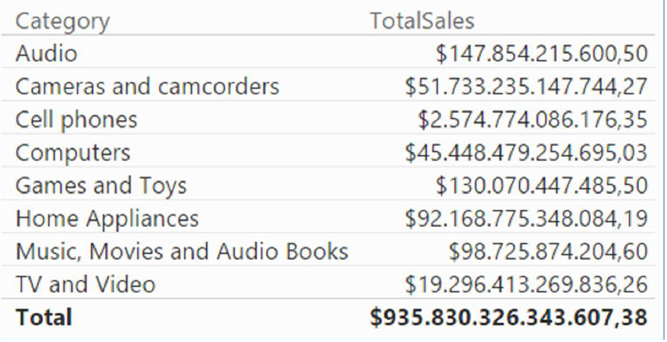 Category TotalSales
Audio $147.854.215.600,50
Cameras and camcorders $51.733.235.147.744,27
Cell phones $2.574.774.086.176,35
Computers $45.448.479.254.695,03
Games and Toys $130.070.447.485,50
Home Appliances $92.168.775.348.084,19
Music, Movies and Audio Books $98.725.874.204,60
TV and Video $19.296.413.269.836,26
Total $935.830.326.343.607,38